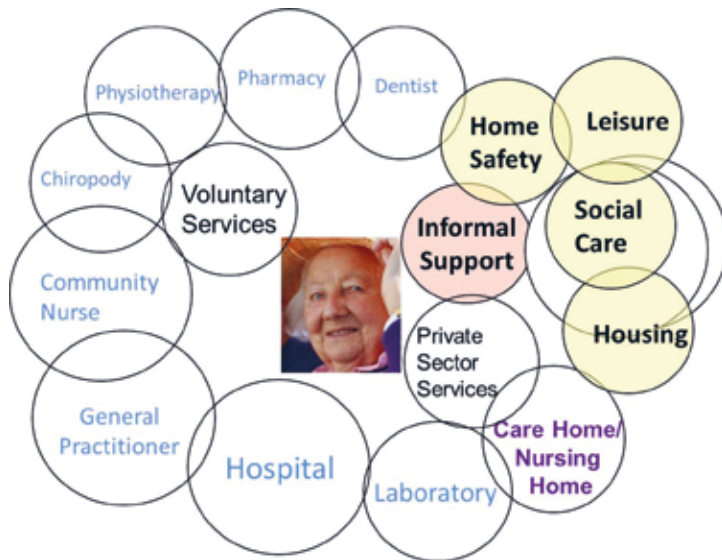 Physiotherapy
Pharmacy
Dentist
Home
Safety
Leisure
Chiropody
Voluntary
Services
Informal
Support
Social
Care
Community
Nurse
Private
Sector
Services
Housing
General
Practitioner
Hospital
Laboratory
Care Home/
Nursing
Home